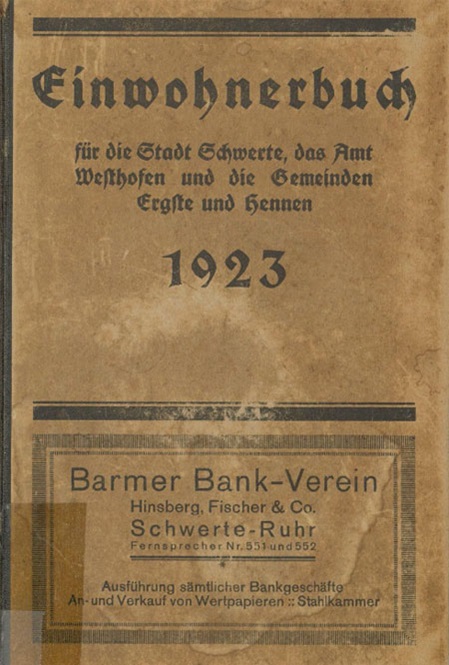 Einwohnerbuch
für die Stadt Schwerte, das Amt
Westhofen und die Gemeinden
Ergste und Hennen
1923
Barmer Bank-Verein
Hinsberg, Fischer & Co.
Schwerte-Ruhr
Fernsprecher Nr. 551 und 552
Ausführung sämtlicher Bankgeschäfte
An- und Verkauf von Wertpapieren :: Stahlkammer